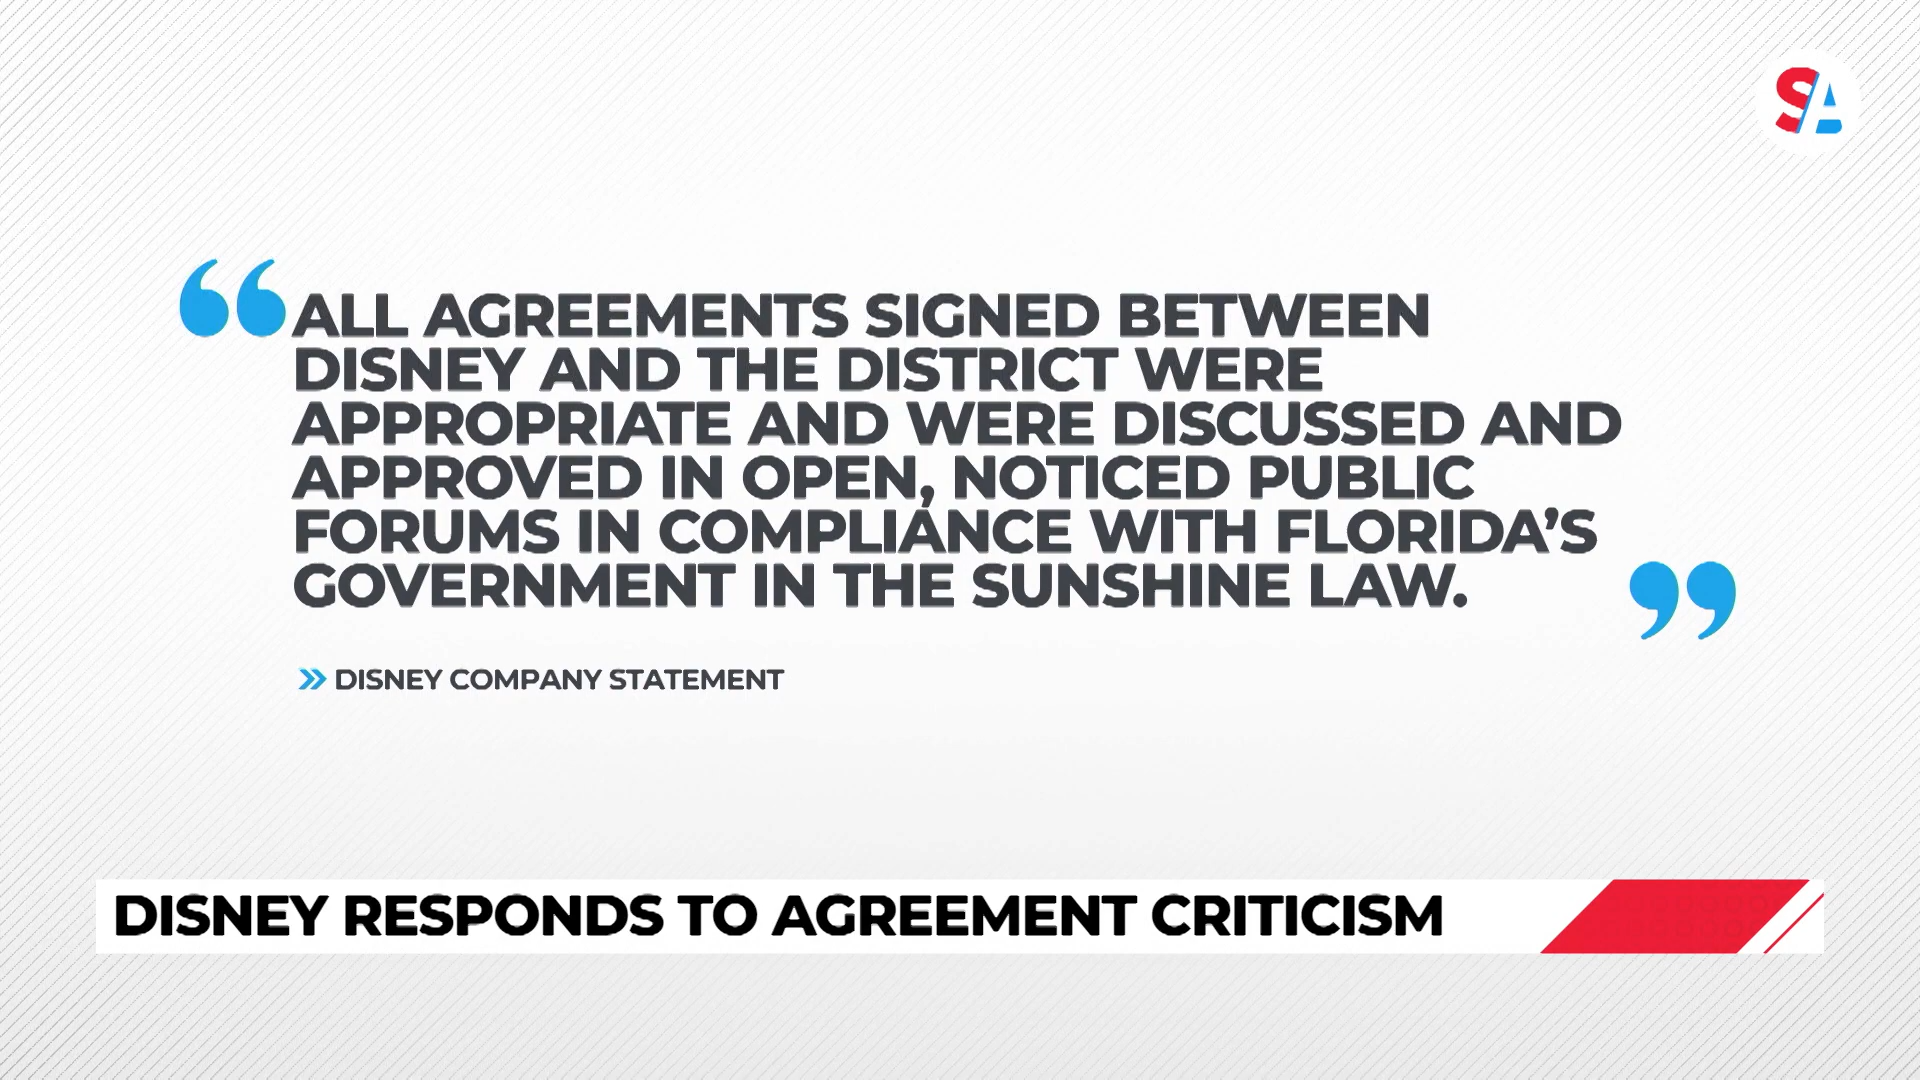 SA
“ALL AGREEMENTS SIGNED BETWEEN
DISNEY AND THE DISTRICT WERE
APPROPRIATE AND WERE DISCUSSED AND
APPROVED IN OPEN, NOTICED PUBLIC
FORUMS IN COMPLIANCE WITH FLORIDA’S
GOVERNMENT IN THE SUNSHINE LAW.”
» DISNEY COMPANY STATEMENT
DISNEY RESPONDS TO AGREEMENT CRITICISM